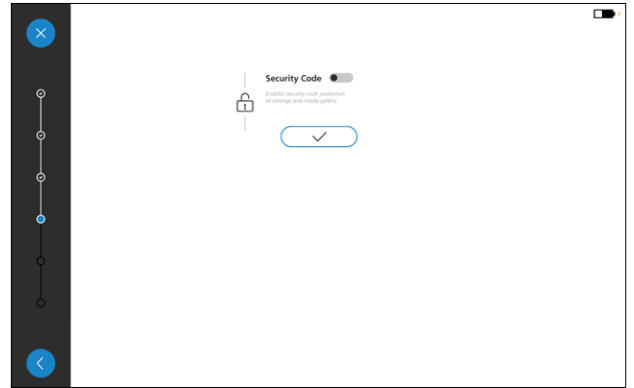 Security Code
Enables security code protection
of settings and media gallery